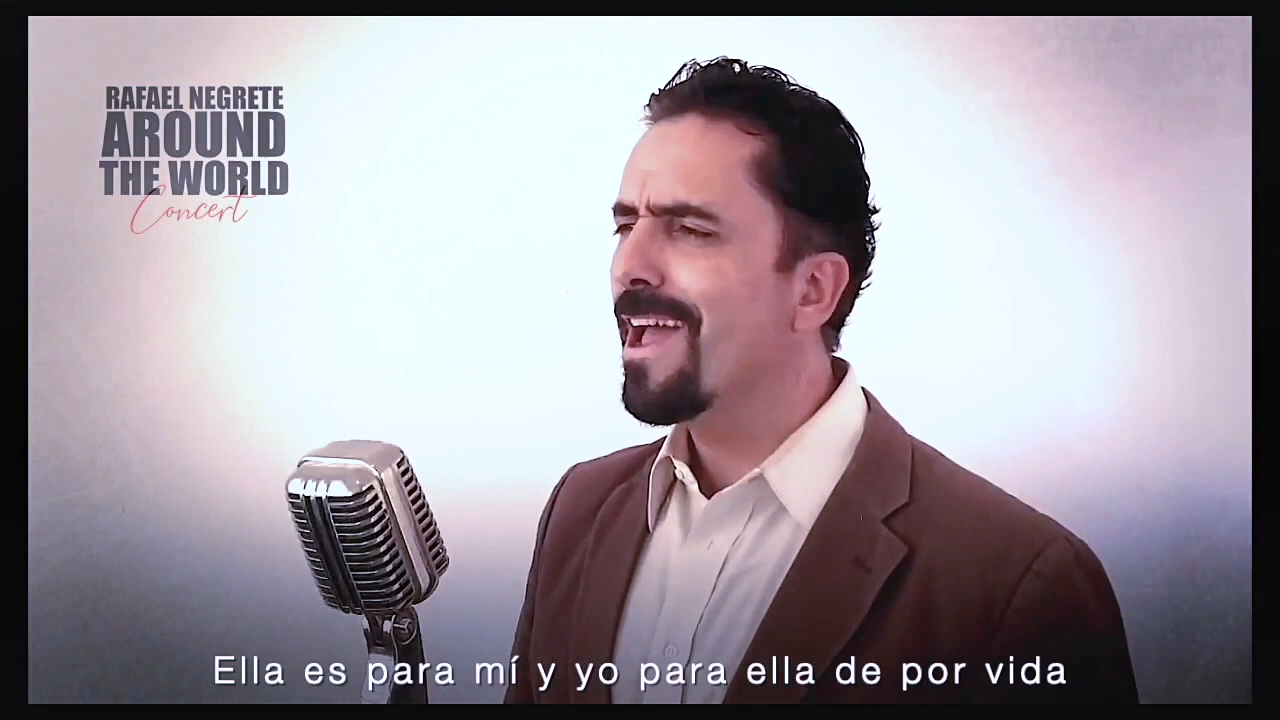 RAFAEL NEGRETE
AROUND
THE WORLD
Concert
Ella es para mí y yo para ella de por vida